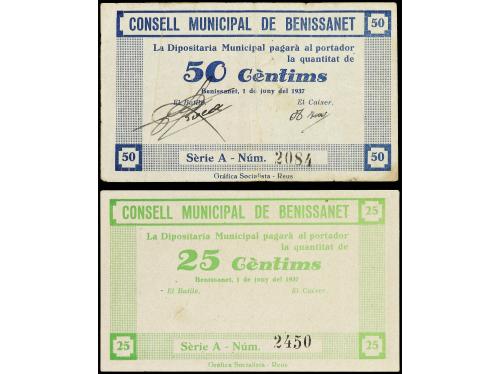 CONSELL MUNICIPAL DE BENISSANET 50
La Dipositaria Municipal pagarà al portador
la quantitat de
50 Cèntims
Benissanet, 1 de juny del 1937
El Batlle, El Caixer,
50 Sèrie A - Núm. 2084 50
Gràfica Socialista - Reus
CONSELL MUNICIPAL DE BENISSANET 25
La Dipositaria Municipal pagarà al portador
la quantitat de
25 Cèntims
Benissanet, 1 de juny del 1937
El Batlle, El Caixer,
25 Sèrie A - Núm. 2450 25
Gràfica Socialista - Reus